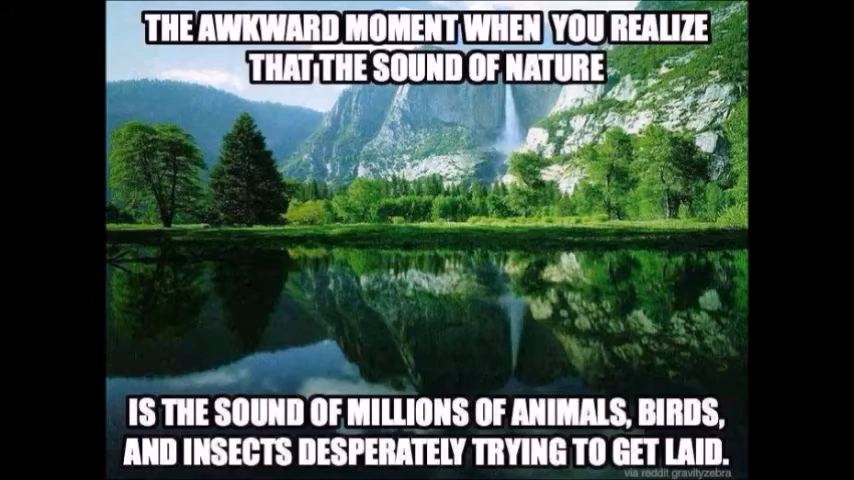 THE AWKWARD MOMENT WHEN YOU REALIZE
THAT THE SOUND OF NATURE
IS THE SOUND OF MILLIONS OF ANIMALS, BIRDS,
AND INSECTS DESPERATELY TRYING TO GET LAID.
via reddit gravityzebra